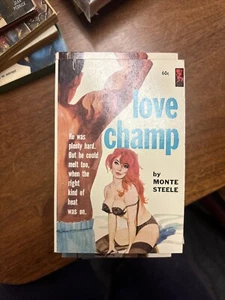 60c
love
champ
He was
plenty hard.
But he could
melt too,
when the
right
kind of
heat
was on.
by
MONTE
STEELE